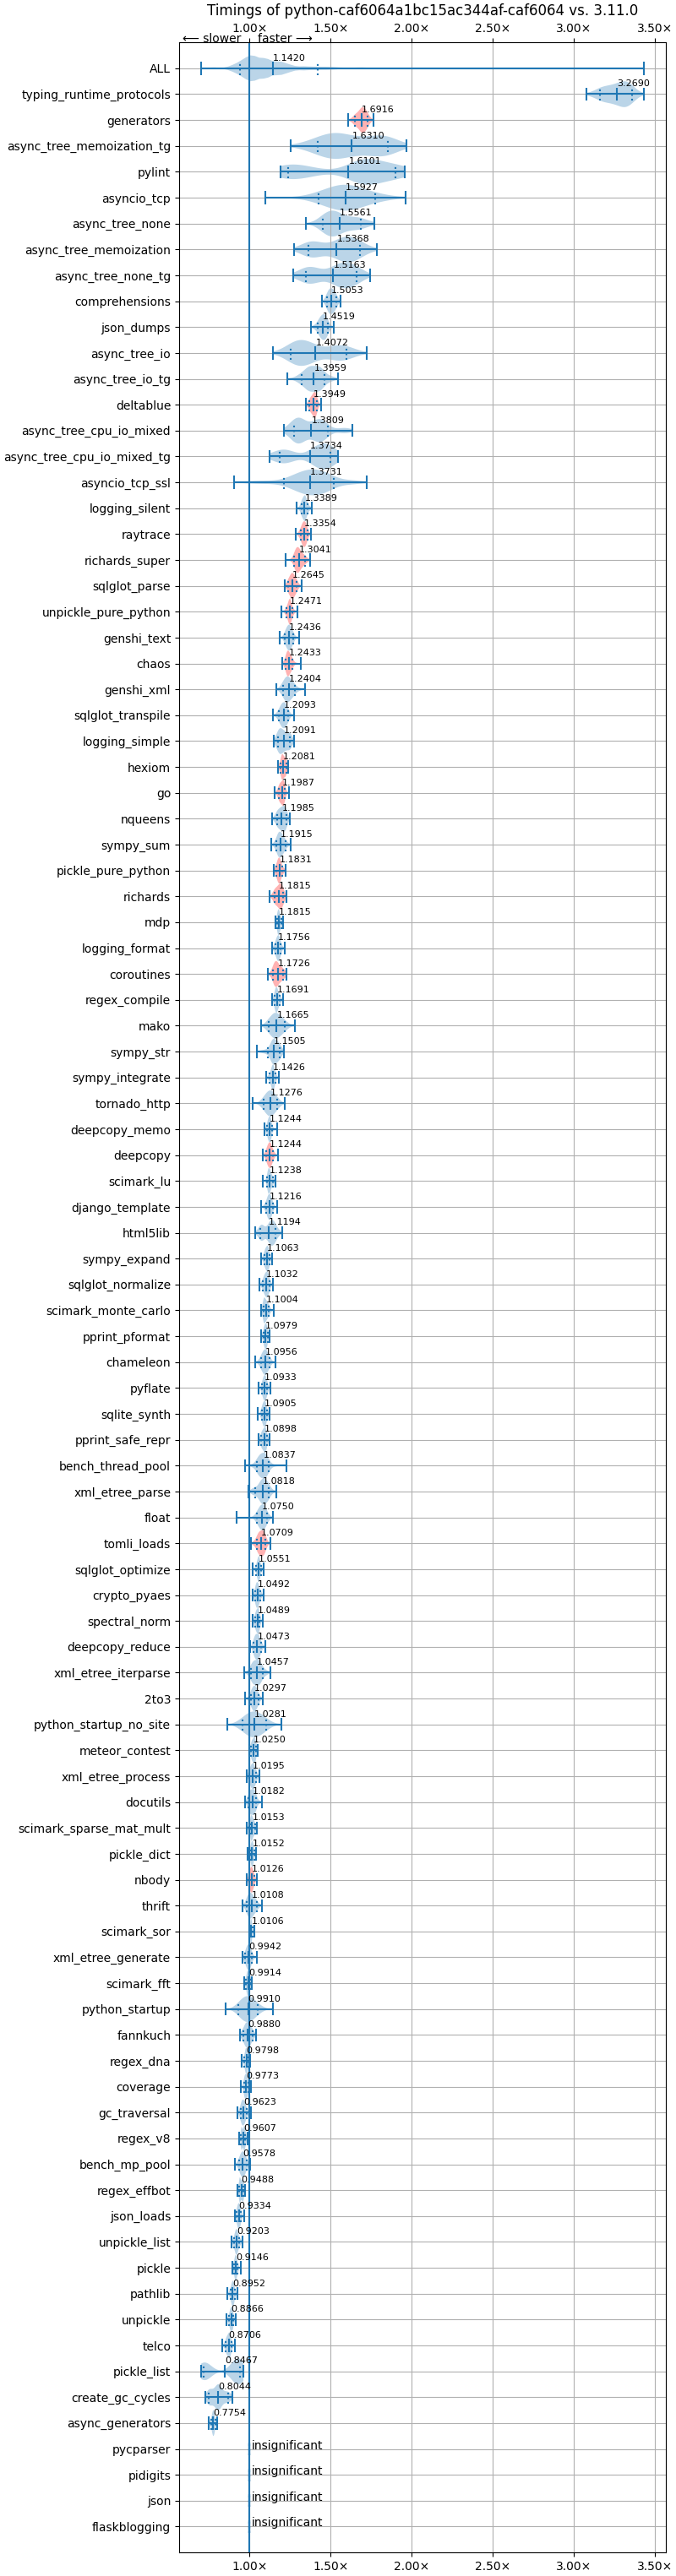 Timings of python-caf6064a1bc15ac344af-caf6064 vs. 3.11.0
1.00× 1.50× 2.00× 2.50× 3.00× 3.50×
⟵ slower faster ⟶
ALL 1.1420
typing_runtime_protocols 3.2690
generators 1.6916
async_tree_memoization_tg 1.6310
pylint 1.6101
asyncio_tcp 1.5927
async_tree_none 1.5561
async_tree_memoization 1.5368
async_tree_none_tg 1.5163
comprehensions 1.5053
json_dumps 1.4519
async_tree_io 1.4072
async_tree_io_tg 1.3959
deltablue 1.3949
async_tree_cpu_io_mixed 1.3809
async_tree_cpu_io_mixed_tg 1.3734
asyncio_tcp_ssl 1.3731
logging_silent 1.3389
raytrace 1.3354
richards_super 1.3041
sqlglot_parse 1.2645
unpickle_pure_python 1.2471
genshi_text 1.2436
chaos 1.2433
genshi_xml 1.2404
sqlglot_transpile 1.2093
logging_simple 1.2091
hexiom 1.2081
go 1.1987
nqueens 1.1985
sympy_sum 1.1915
pickle_pure_python 1.1831
richards 1.1815
mdp 1.1815
logging_format 1.1756
coroutines 1.1726
regex_compile 1.1691
mako 1.1665
sympy_str 1.1505
sympy_integrate 1.1426
tornado_http 1.1276
deepcopy_memo 1.1244
deepcopy 1.1244
scimark_lu 1.1238
django_template 1.1216
html5lib 1.1194
sympy_expand 1.1063
sqlglot_normalize 1.1032
scimark_monte_carlo 1.1004
pprint_pformat 1.0979
chameleon 1.0956
pyflate 1.0933
sqlite_synth 1.0905
pprint_safe_repr 1.0898
bench_thread_pool 1.0837
xml_etree_parse 1.0818
float 1.0750
tomli_loads 1.0709
sqlglot_optimize 1.0551
crypto_pyaes 1.0492
spectral_norm 1.0489
deepcopy_reduce 1.0473
xml_etree_iterparse 1.0457
2to3 1.0297
python_startup_no_site 1.0281
meteor_contest 1.0250
xml_etree_process 1.0195
docutils 1.0182
scimark_sparse_mat_mult 1.0153
pickle_dict 1.0152
nbody 1.0126
thrift 1.0108
scimark_sor 1.0106
xml_etree_generate 0.9942
scimark_fft 0.9914
python_startup 0.9910
fannkuch 0.9880
regex_dna 0.9798
coverage 0.9773
gc_traversal 0.9623
regex_v8 0.9607
bench_mp_pool 0.9578
regex_effbot 0.9488
json_loads 0.9334
unpickle_list 0.9203
pickle 0.9146
pathlib 0.8952
unpickle 0.8866
telco 0.8706
pickle_list 0.8467
create_gc_cycles 0.8044
async_generators 0.7754
pycparser insignificant
pidigits insignificant
json insignificant
flaskblogging insignificant
1.00× 1.50× 2.00× 2.50× 3.00× 3.50×